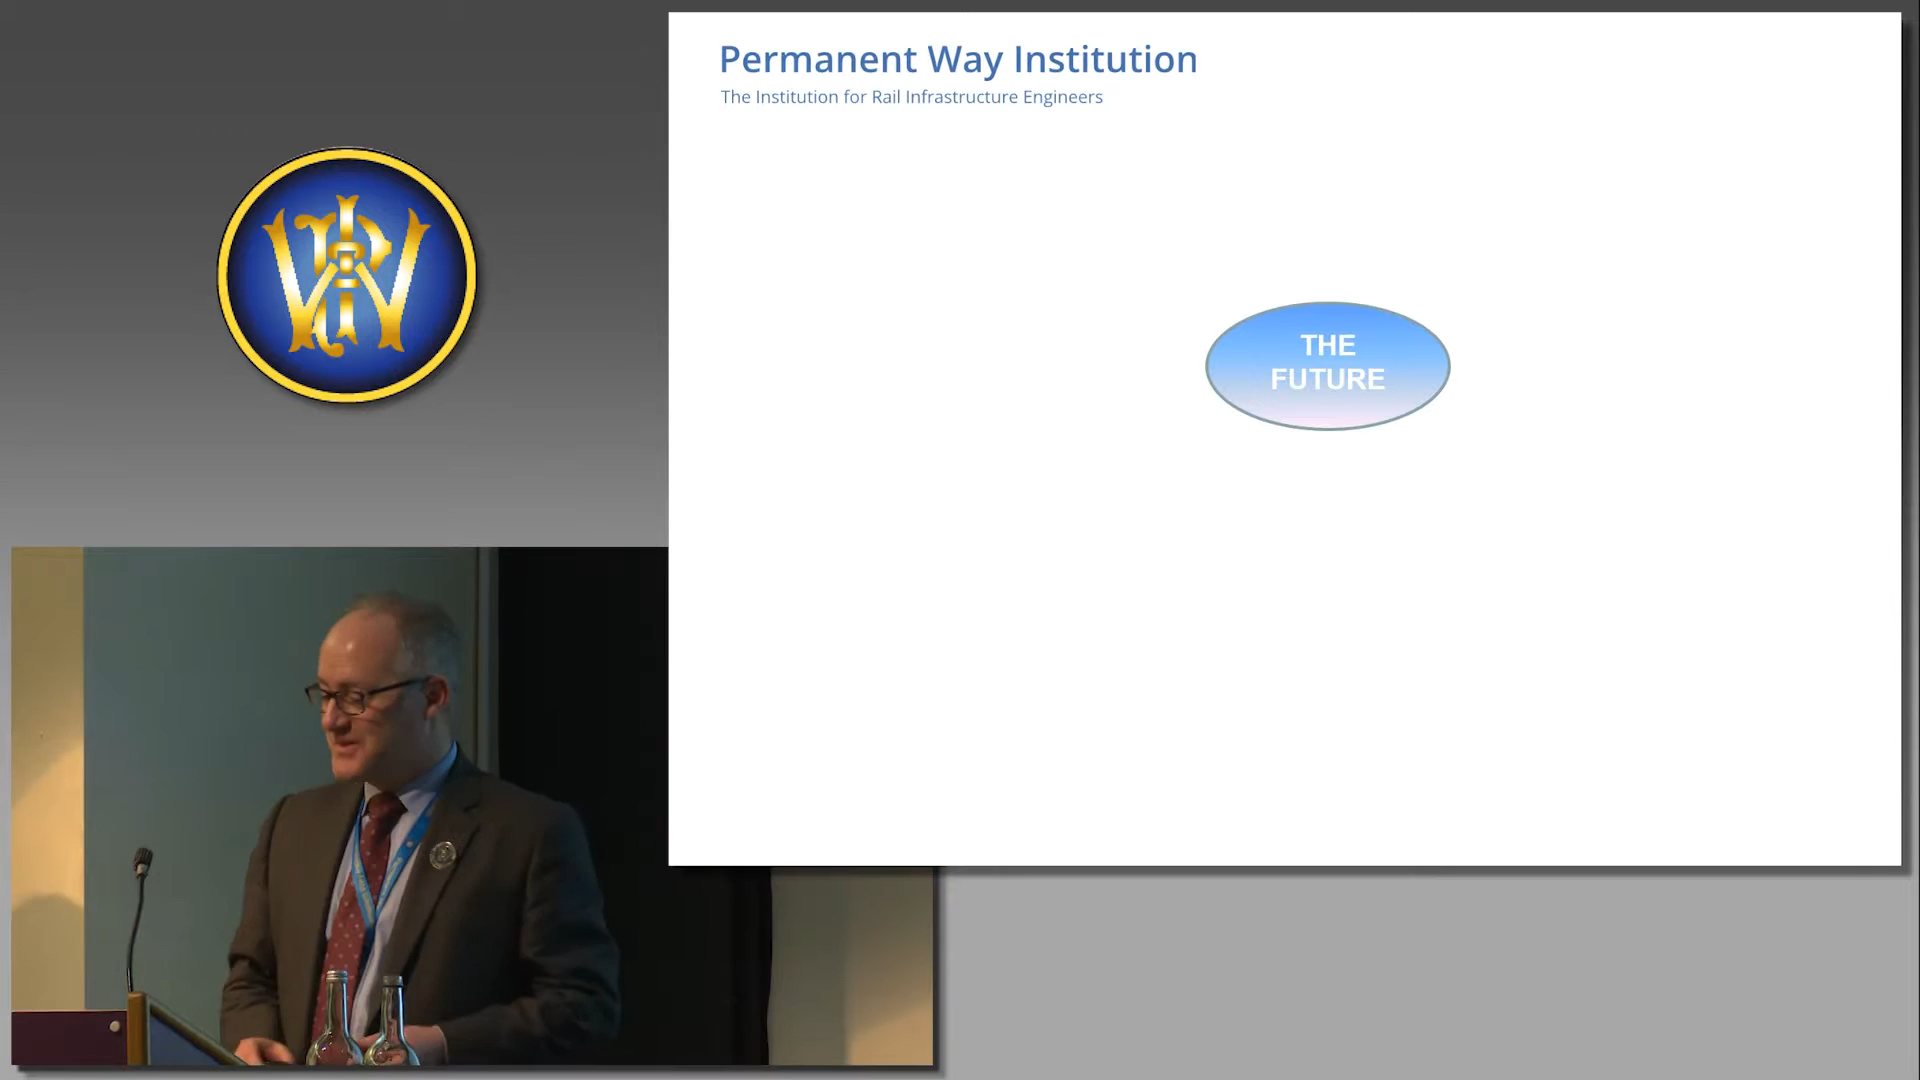 Permanent Way Institution
The Institution for Rail Infrastructure Engineers
THE
FUTURE